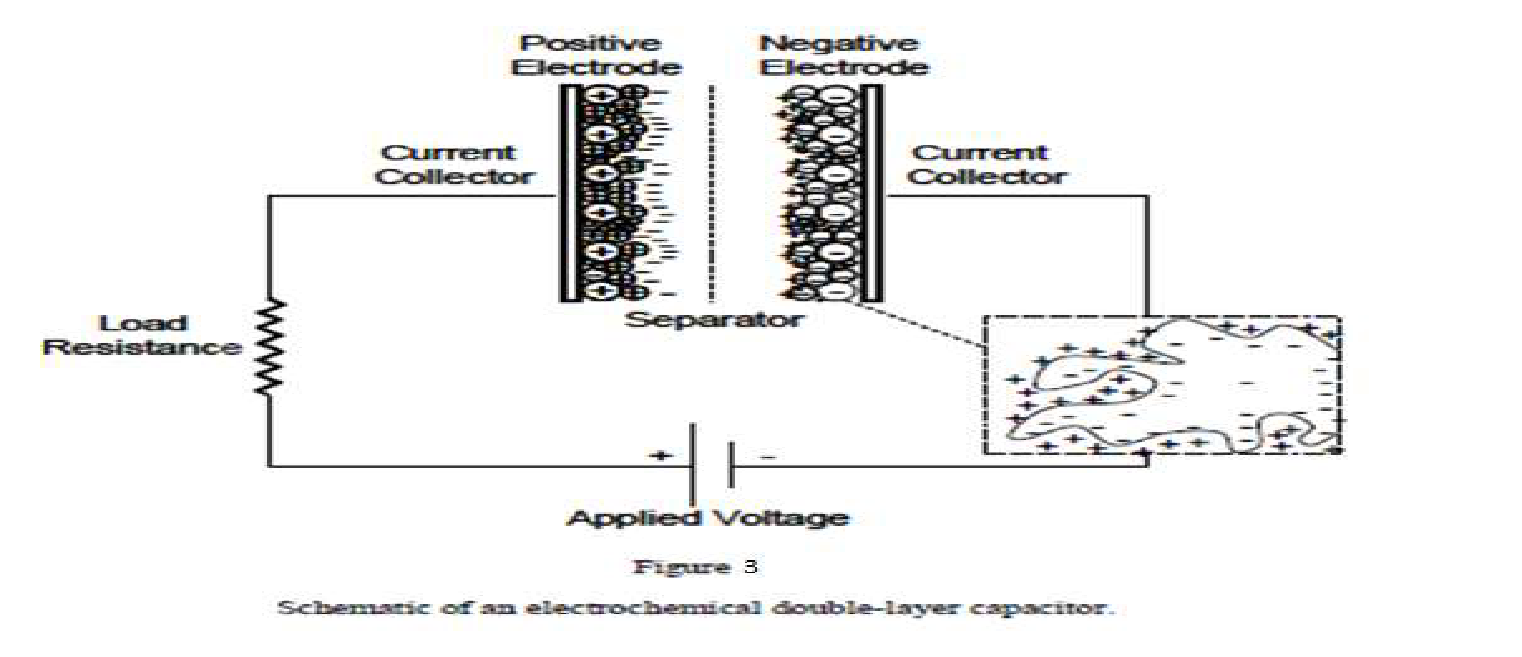 Positive
Electrode
Negative
Electrode
Current
Collector
Current
Collector
Separator
Load
Resistance
+
-
Applied Voltage
Figure 3
Schematic of an electrochemical double-layer capacitor.